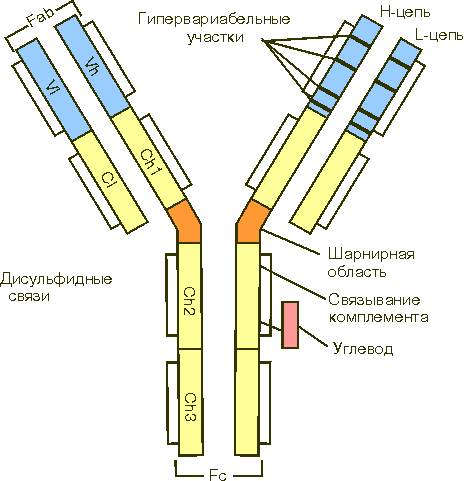 Fab
Гипервариабельные
участки
H-цепь
L-цепь
Vl
Vh
Cl
Ch1
Шарнирная
область
Дисульфидные
связи
Ch2
Связывание
комплемента
Углевод
Ch3
Fc